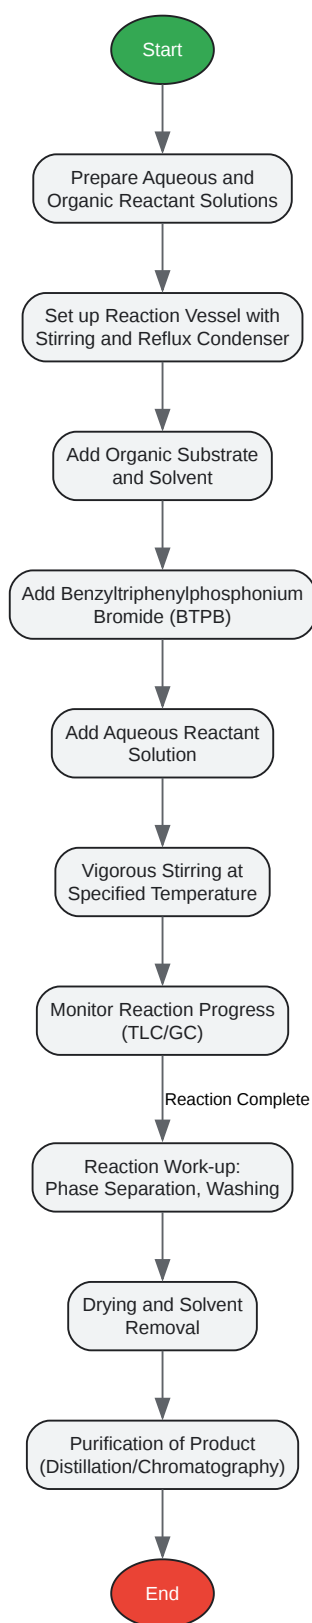 Start
Prepare Aqueous and
Organic Reactant Solutions
Set up Reaction Vessel with
Stirring and Reflux Condenser
Add Organic Substrate
and Solvent
Add Benzyltriphenylphosphonium
Bromide (BTPB)
Add Aqueous Reactant
Solution
Vigorous Stirring at
Specified Temperature
Monitor Reaction Progress
(TLC/GC)
Reaction Complete
Reaction Work-up:
Phase Separation, Washing
Drying and Solvent
Removal
Purification of Product
(Distillation/Chromatography)
End